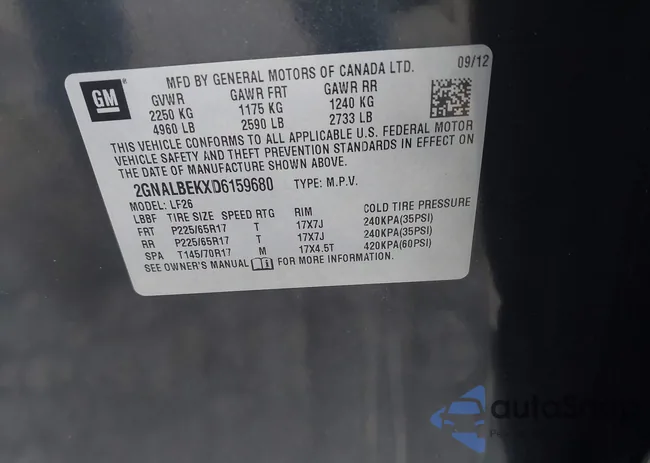 09/12
GM
MFD BY GENERAL MOTORS OF CANADA LTD.
GVWR GAWR FRT GAWR RR
2250 KG 1175 KG 1240 KG
4960 LB 2590 LB 2733 LB
THIS VEHICLE CONFORMS TO ALL APPLICABLE U.S. FEDERAL MOTOR
VEHICLE SAFETY AND THEFT PREVENTION STANDARDS IN EFFECT ON
THE DATE OF MANUFACTURE SHOWN ABOVE.
2GNALBEKXD6159680 TYPE: M.P.V.
MODEL: LF26
LBBF TIRE SIZE SPEED RTG RIM COLD TIRE PRESSURE
FRT P225/65R17 T 17X7J 240KPA(35PSI)
RR P225/65R17 T 17X7J 240KPA(35PSI)
SPA T145/70R17 M 17X4.5T 420KPA(60PSI)
SEE OWNER'S MANUAL FOR MORE INFORMATION.